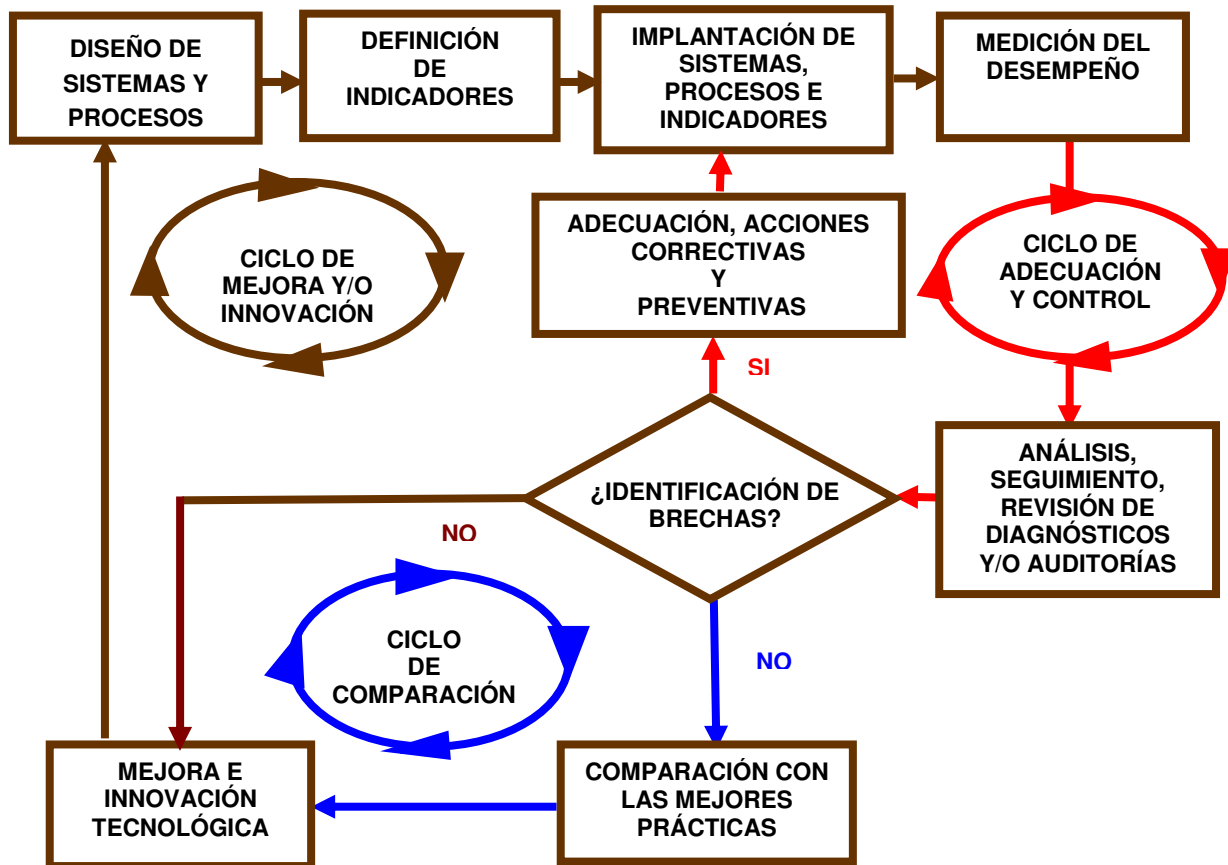 DISEÑO DE
SISTEMAS Y
PROCESOS
DEFINICIÓN
DE
INDICADORES
IMPLANTACIÓN DE
SISTEMAS,
PROCESOS E
INDICADORES
MEDICIÓN DEL
DESEMPEÑO
CICLO DE
MEJORA Y/O
INNOVACIÓN
ADECUACIÓN, ACCIONES
CORRECTIVAS
Y
PREVENTIVAS
CICLO DE
ADECUACIÓN
Y CONTROL
SI
¿IDENTIFICACIÓN DE
BRECHAS?
ANÁLISIS,
SEGUIMIENTO,
REVISIÓN DE
DIAGNÓSTICOS
Y/O AUDITORÍAS
NO
CICLO
DE
COMPARACIÓN
NO
MEJORA E
INNOVACIÓN
TECNOLÓGICA
COMPARACIÓN CON
LAS MEJORES
PRÁCTICAS